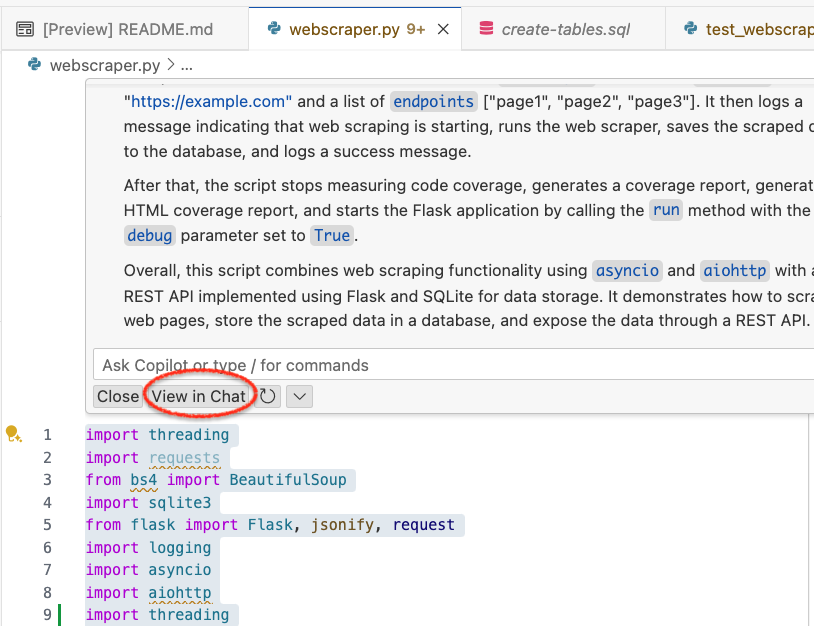 [Preview] README.md webscraper.py 9+ create-tables.sql test_webscrap
webscraper.py > ...
"https://example.com" and a list of endpoints ["page1", "page2", "page3"]. It then logs a
message indicating that web scraping is starting, runs the web scraper, saves the scraped d
to the database, and logs a success message.
After that, the script stops measuring code coverage, generates a coverage report, generat
HTML coverage report, and starts the Flask application by calling the run method with the
debug parameter set to True.
Overall, this script combines web scraping functionality using asyncio and aiohttp with a
REST API implemented using Flask and SQLite for data storage. It demonstrates how to scra
web pages, store the scraped data in a database, and expose the data through a REST API.
Ask Copilot or type / for commands
Close View in Chat
1 import threading
2 import requests
3 from bs4 import BeautifulSoup
4 import sqlite3
5 from flask import Flask, jsonify, request
6 import logging
7 import asyncio
8 import aiohttp
9 import threading